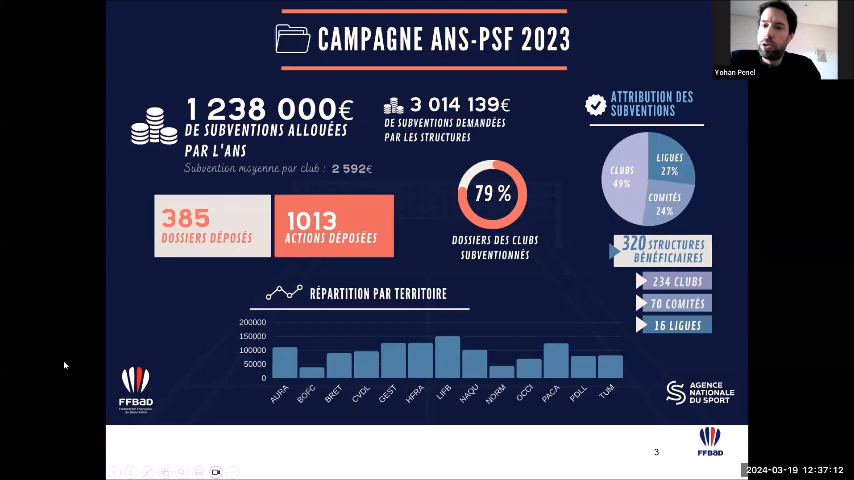 CAMPAGNE ANS-PSF 2023
Yohan Penel
1 238 000€
DE SUBVENTIONS ALLOUÉES
PAR L'ANS
Subvention moyenne par club : 2 592€
3 014 139€
DE SUBVENTIONS DEMANDÉES
PAR LES STRUCTURES
ATTRIBUTION DES
SUBVENTIONS
CLUBS
49%
LIGUES
27%
COMITÉS
24%
385
DOSSIERS DÉPOSÉS
1013
ACTIONS DÉPOSÉES
79 %
DOSSIERS DES CLUBS
SUBVENTIONNÉS
320 STRUCTURES
BÉNÉFICIAIRES
234 CLUBS
70 COMITÉS
16 LIGUES
RÉPARTITION PAR TERRITOIRE
200000
150000
100000
50000
0
AURA
BOFC
BRET
CVDL
GEST
HFRA
LIFB
NAQU
NORM
OCCI
PACA
PDLL
TUM
FFBaD
AGENCE
NATIONALE
DU SPORT
3
FFBaD
2024-03-19 12:37:12